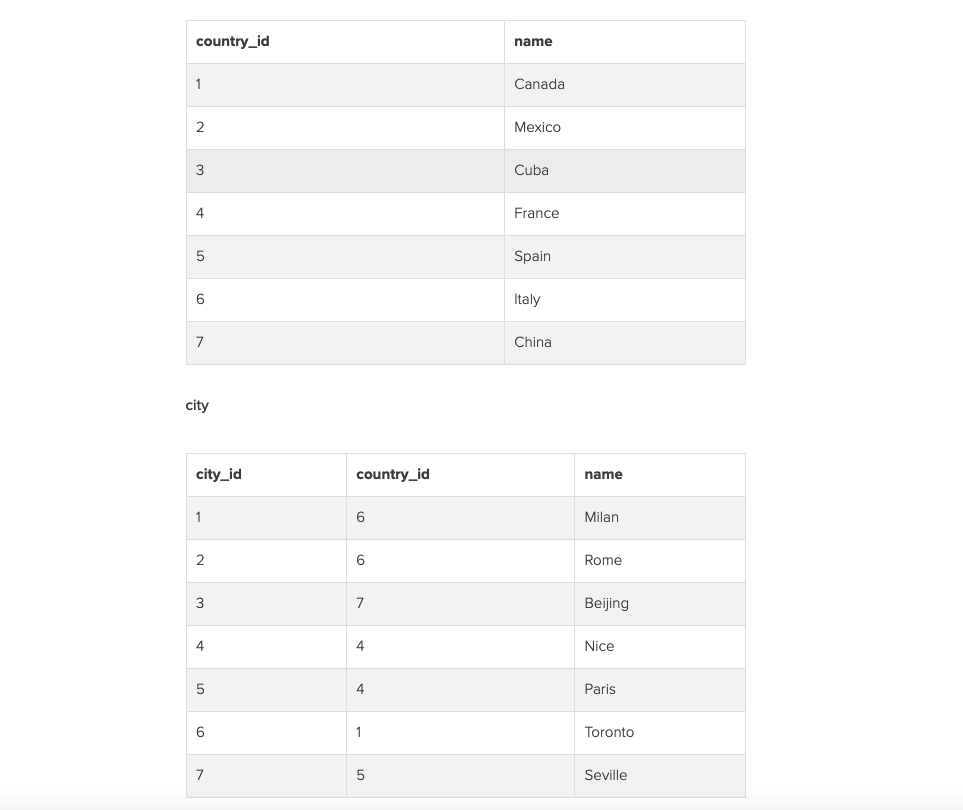 country_id name
1 Canada
2 Mexico
3 Cuba
4 France
5 Spain
6 Italy
7 China
city
city_id country_id name
1 6 Milan
2 6 Rome
3 7 Beijing
4 4 Nice
5 4 Paris
6 1 Toronto
7 5 Seville